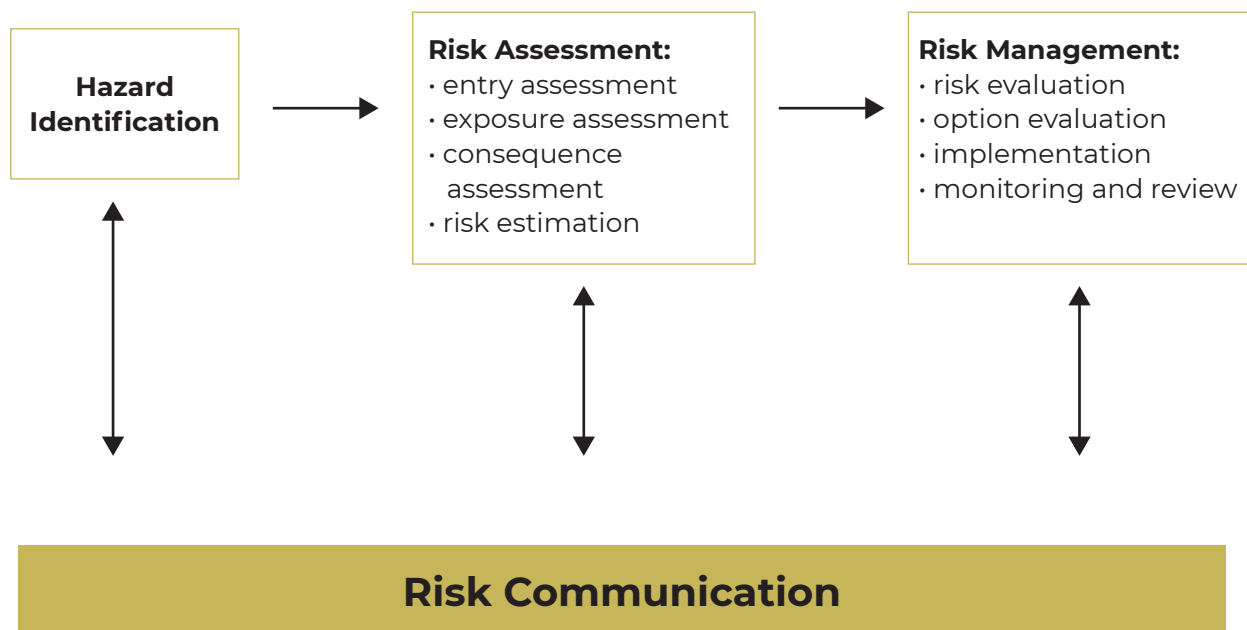 Hazard
Identification
Risk Assessment:
· entry assessment
· exposure assessment
· consequence
assessment
· risk estimation
Risk Management:
· risk evaluation
· option evaluation
· implementation
· monitoring and review
Risk Communication